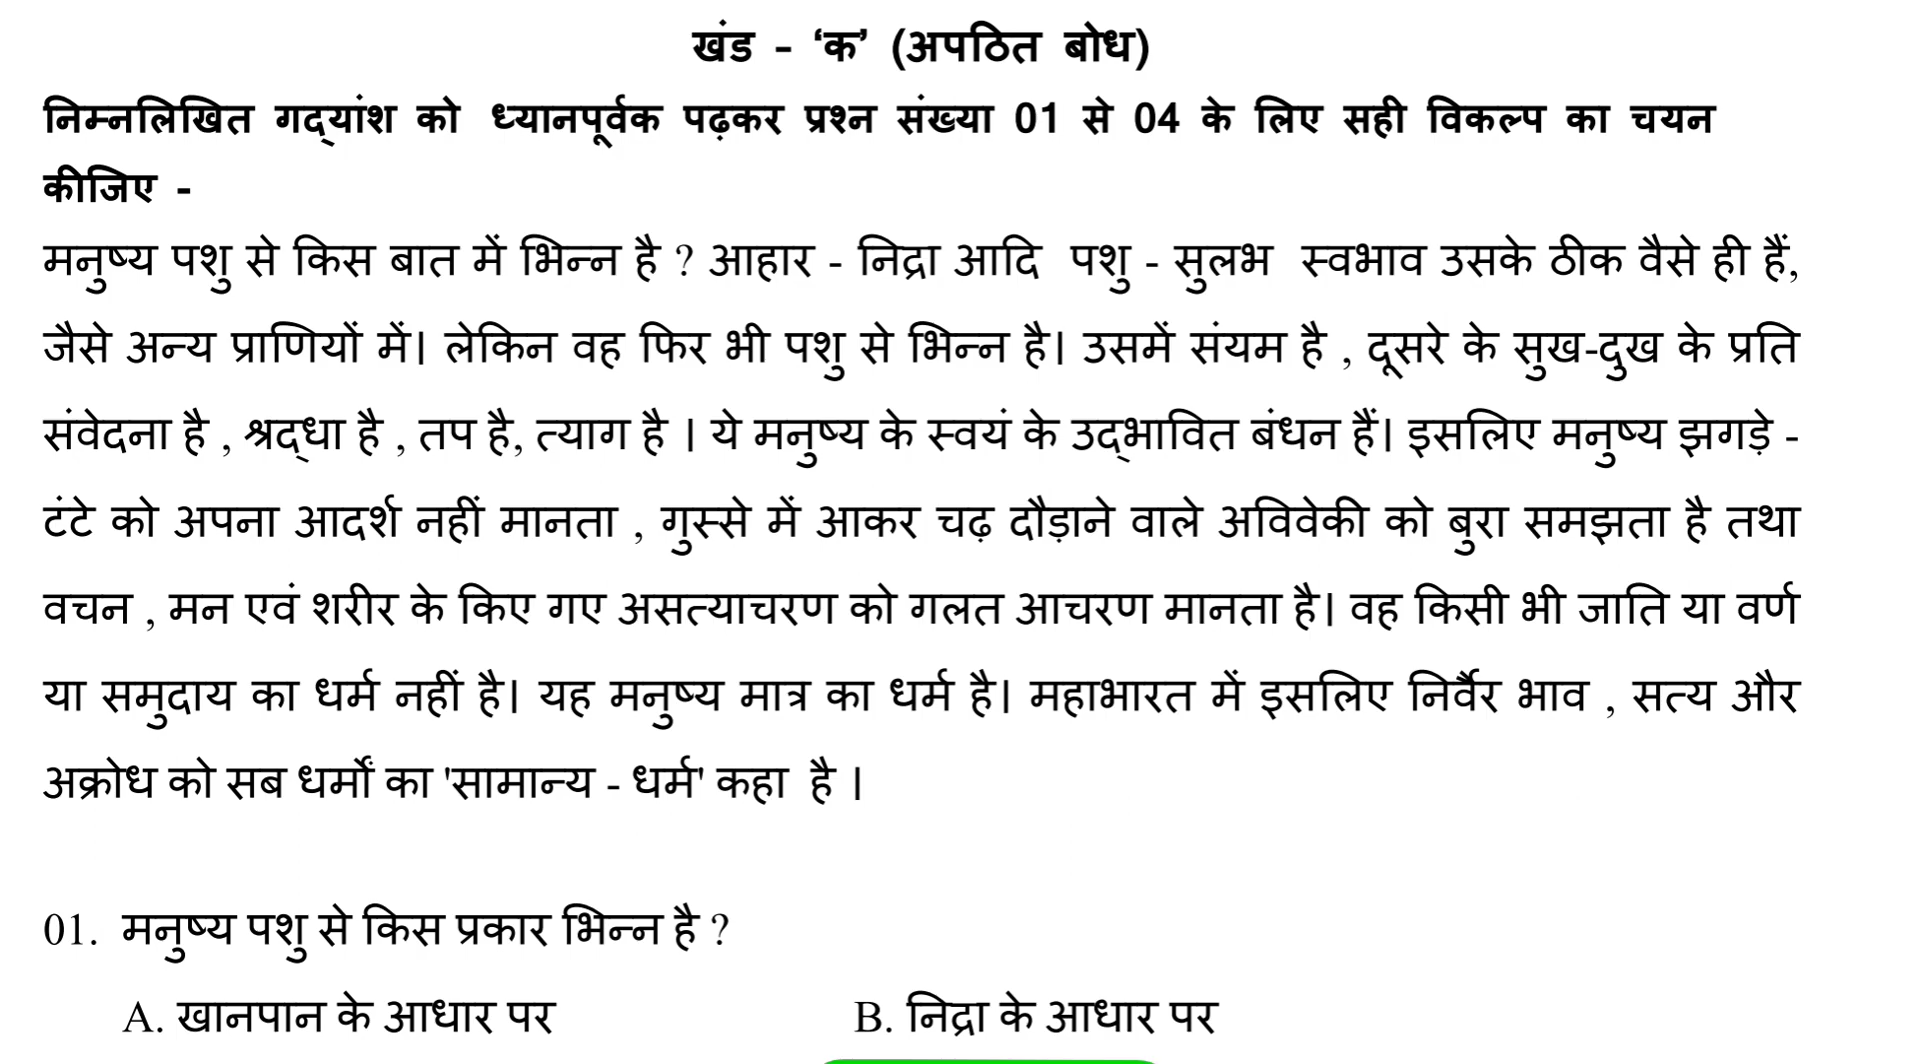 खंड - ‘क’ (अपठित बोध)
निम्नलिखित गद्‌यांश को ध्यानपूर्वक पढ़कर प्रश्न संख्या 01 से 04 के लिए सही विकल्प का चयन
कीजिए -
मनुष्य पशु से किस बात में भिन्न है ? आहार - निद्रा आदि पशु - सुलभ स्वभाव उसके ठीक वैसे ही हैं,
जैसे अन्य प्राणियों में। लेकिन वह फिर भी पशु से भिन्न है। उसमें संयम है , दूसरे के सुख-दुख के प्रति
संवेदना है , श्रद्‌धा है , तप है, त्याग है । ये मनुष्य के स्वयं के उद्‌भावित बंधन हैं। इसलिए मनुष्य झगड़े -
टंटे को अपना आदर्श नहीं मानता , गुस्से में आकर चढ़ दौड़ाने वाले अविवेकी को बुरा समझता है तथा
वचन , मन एवं शरीर के किए गए असत्याचरण को गलत आचरण मानता है। वह किसी भी जाति या वर्ण
या समुदाय का धर्म नहीं है। यह मनुष्य मात्र का धर्म है। महाभारत में इसलिए निर्वैर भाव , सत्य और
अक्रोध को सब धर्मों का 'सामान्य - धर्म' कहा है ।
01. मनुष्य पशु से किस प्रकार भिन्न है ?
A. खानपान के आधार पर B. निद्रा के आधार पर